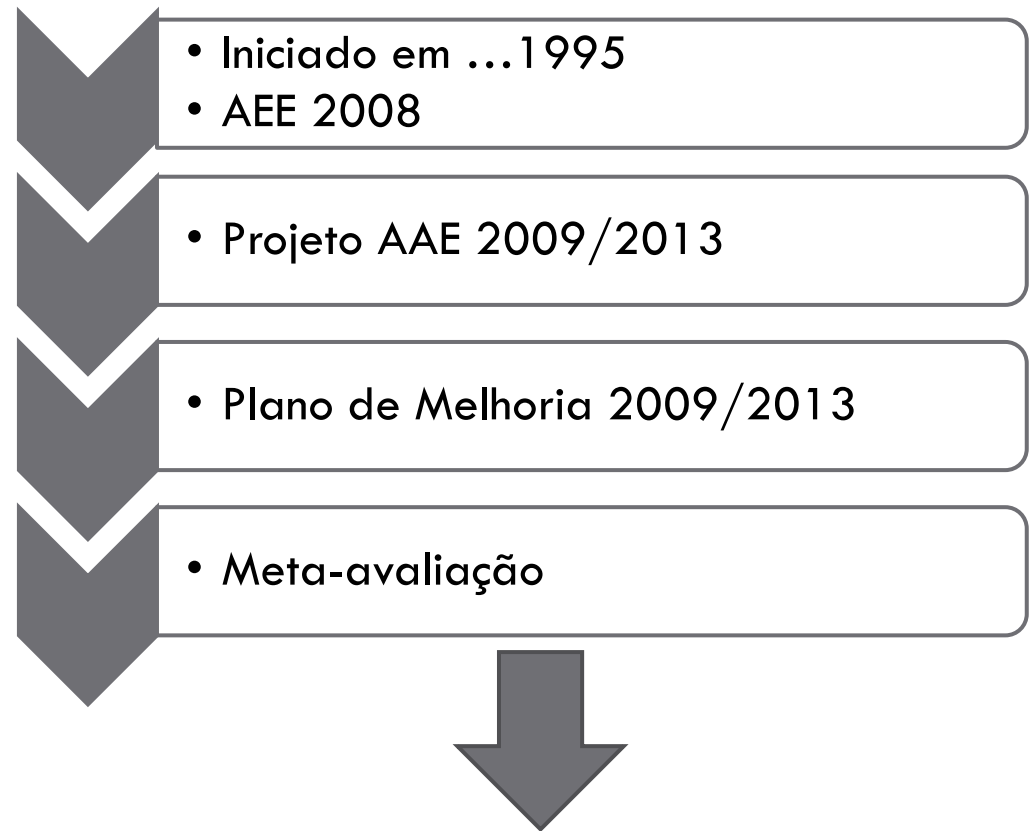 • Iniciado em ...1995
• AEE 2008
• Projeto AAE 2009/2013
• Plano de Melhoria 2009/2013
• Meta-avaliação